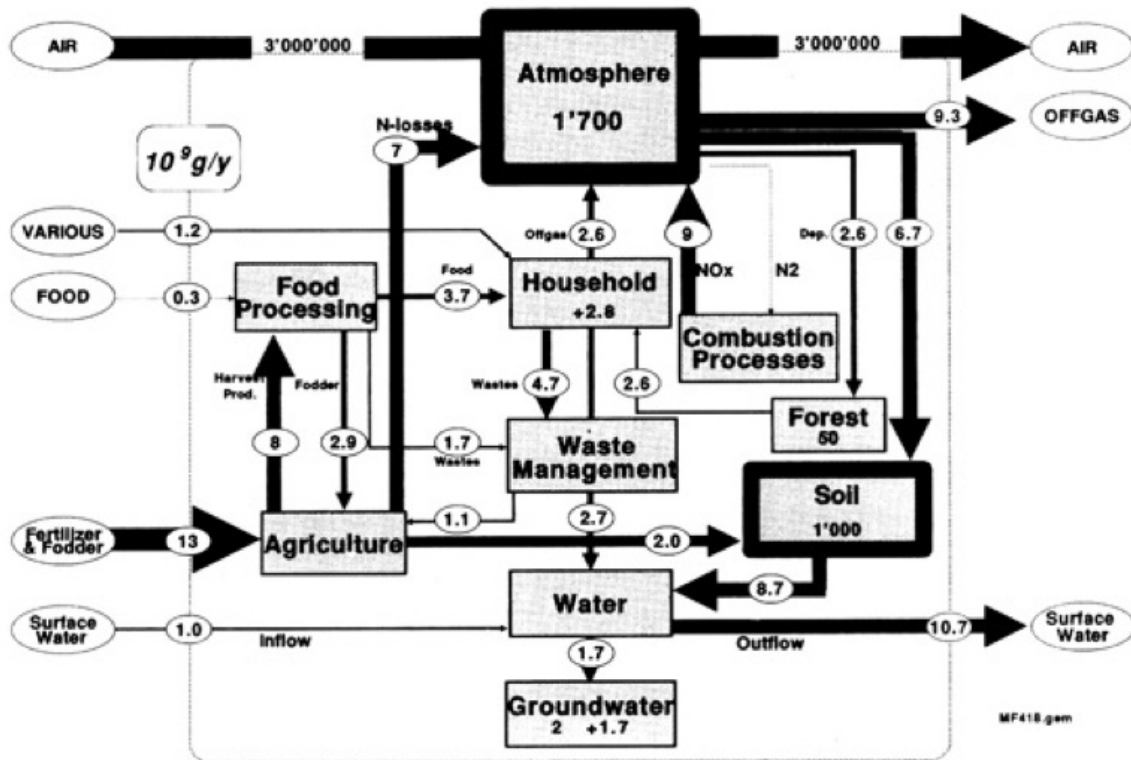 AIR
3'000'000
Atmosphere
1'700
3'000'000
AIR
N-losses
7
9.3
OFFGAS
10 9g/y
VARIOUS
1.2
Offgas
2.6
9
Dep.
2.6
6.7
NOx
N2
FOOD
0.3
Food
Processing
Food
3.7
Household
+2.8
Combustion
Processes
Harvest
Prod.
Fodder
Wastes
4.7
2.6
Forest
50
8
2.9
1.7
Wastes
Waste
Management
Soil
1'000
Fertilizer
& Fodder
13
Agriculture
1.1
2.7
2.0
8.7
Surface
Water
1.0
Inflow
Water
Outflow
10.7
Surface
Water
1.7
Groundwater
2 +1.7
MF418.gem